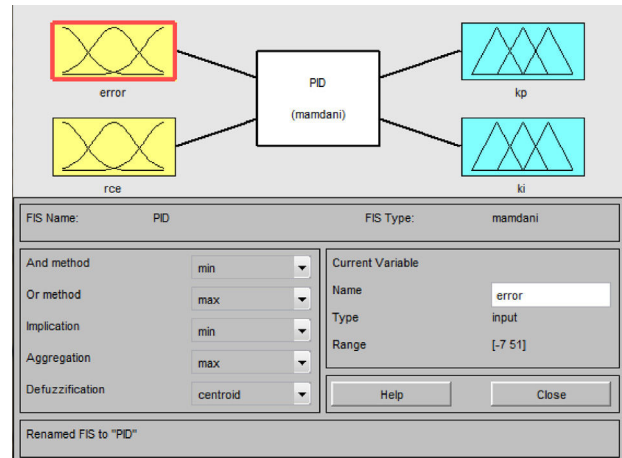 error
rce
PID
(mamdani)
kp
ki
FIS Name: PID FIS Type: mamdani
And method min
Or method max
Implication min
Aggregation max
Defuzzification centroid
Current Variable
Name error
Type input
Range [-7 51]
Help Close
Renamed FIS to "PID"